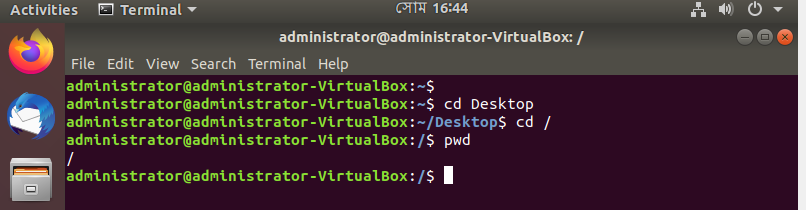 Activities Terminal সোম 16:44
administrator@administrator-VirtualBox: /
File Edit View Search Terminal Help
administrator@administrator-VirtualBox:~$
administrator@administrator-VirtualBox:~$ cd Desktop
administrator@administrator-VirtualBox:~/Desktop$ cd /
administrator@administrator-VirtualBox:/$ pwd
/
administrator@administrator-VirtualBox:/$